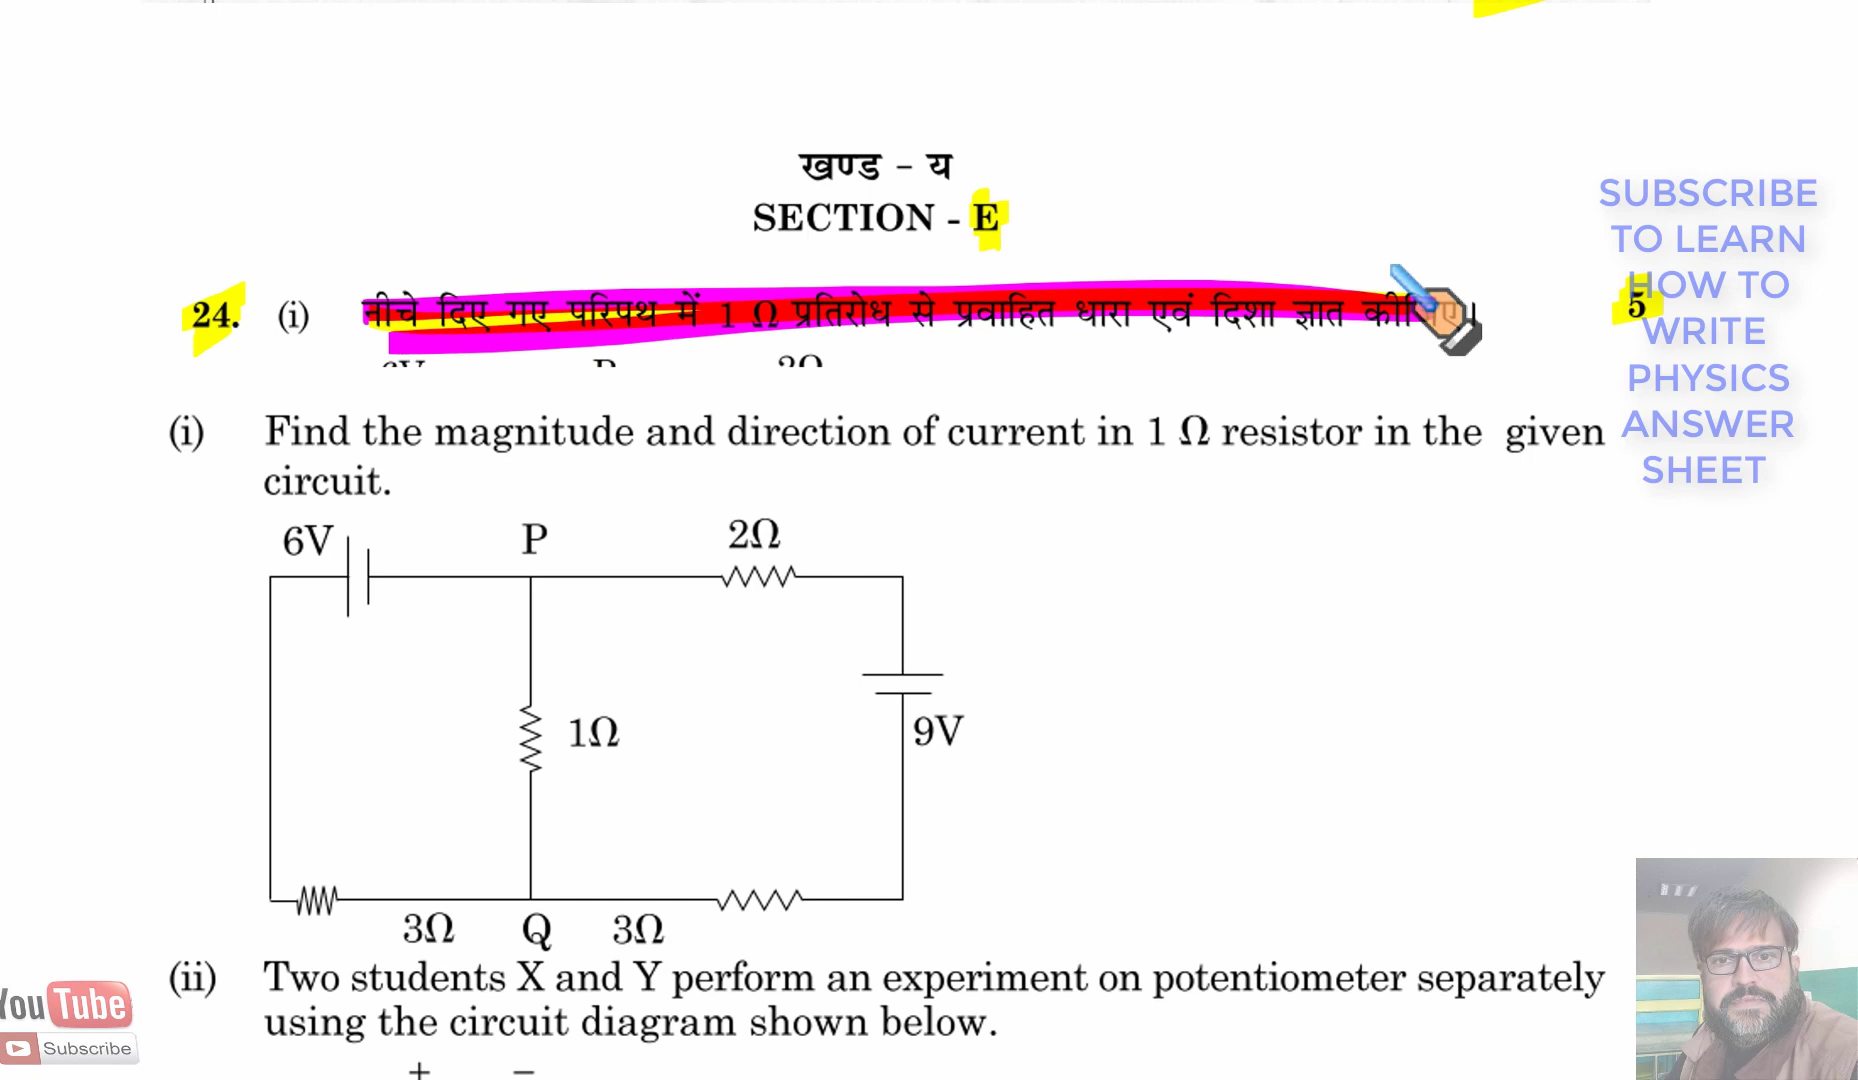 खण्ड - य
SECTION - E
24. (i) नीचे दिए गए परिपथ में 1 Ω प्रतिरोध से प्रवाहित धारा एवं दिशा ज्ञात 5
(i) Find the magnitude and direction of current in 1 Ω resistor in the given
circuit.
6V P 2Ω
1Ω
9V
3Ω Q 3Ω
(ii) Two students X and Y perform an experiment on potentiometer separately
using the circuit diagram shown below.
+ −
SUBSCRIBE
TO LEARN
HOW TO
WRITE
PHYSICS
ANSWER
SHEET
YouTube
Subscribe